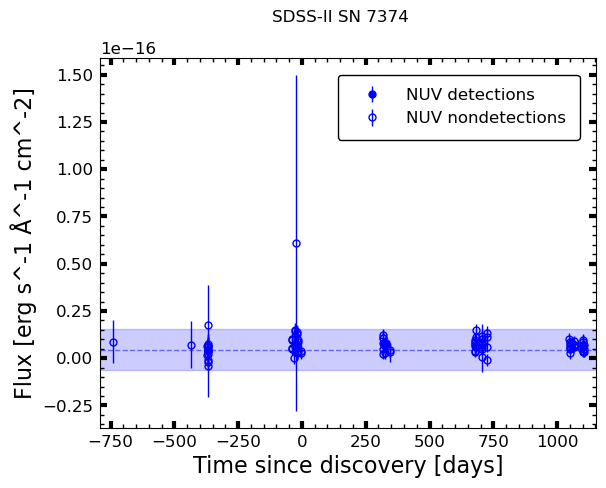 SDSS-II SN 7374
1e−16
1.50
1.25
1.00
0.75
0.50
0.25
0.00
−0.25
Flux [erg s^-1 Å^-1 cm^-2]
NUV detections
NUV nondetections
−750 −500 −250 0 250 500 750 1000
Time since discovery [days]